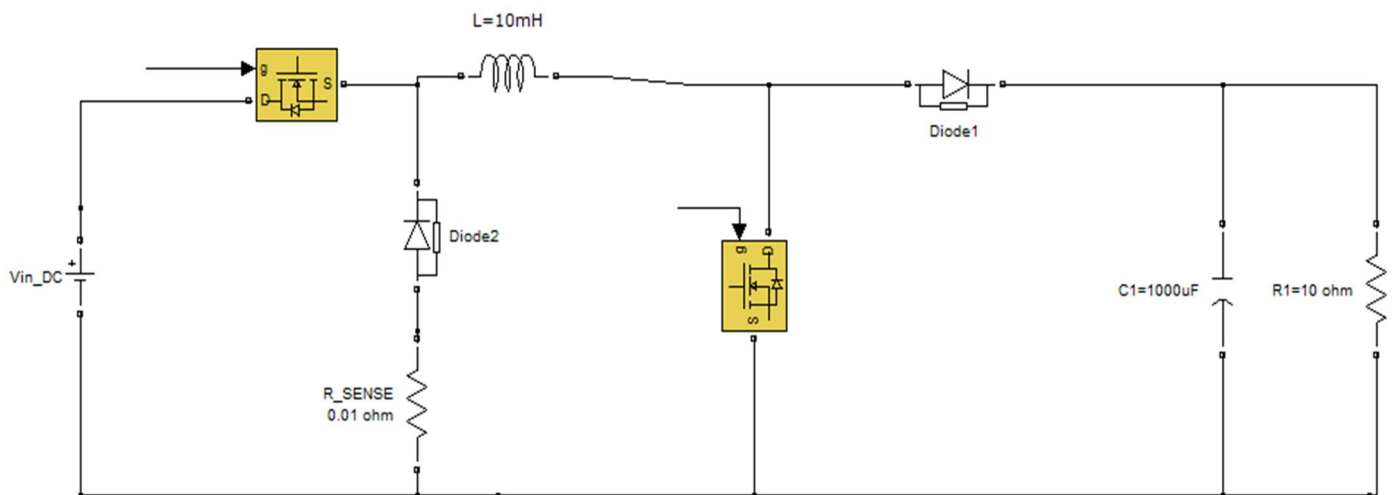 L=10mH
g
D
S
Diode1
Diode2
g
D
S
Vin_DC
+
C1=1000uF
R1=10 ohm
R_SENSE
0.01 ohm